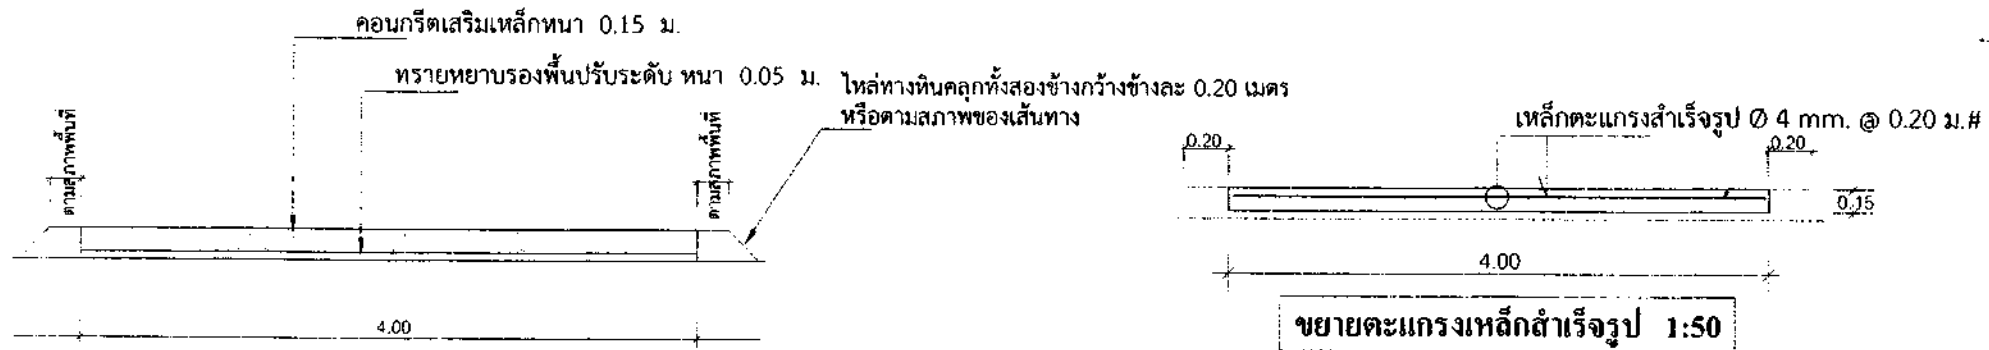 คอนกรีตเสริมเหล็กหนา 0.15 ม.
ทรายหยาบรองพื้นปรับระดับ หนา 0.05 ม.
ไหล่ทางหินคลุกทั้งสองข้างกว้างข้างละ 0.20 เมตร
หรือตามสภาพของเส้นทาง
ตามสภาพพื้นที่
ตามสภาพพื้นที่
4.00
เหล็กตะแกรงสำเร็จรูป Ø 4 mm. @ 0.20 ม.#
0.20
0.20
0.15
4.00
ขยายตะแกรงเหล็กสำเร็จรูป 1:50